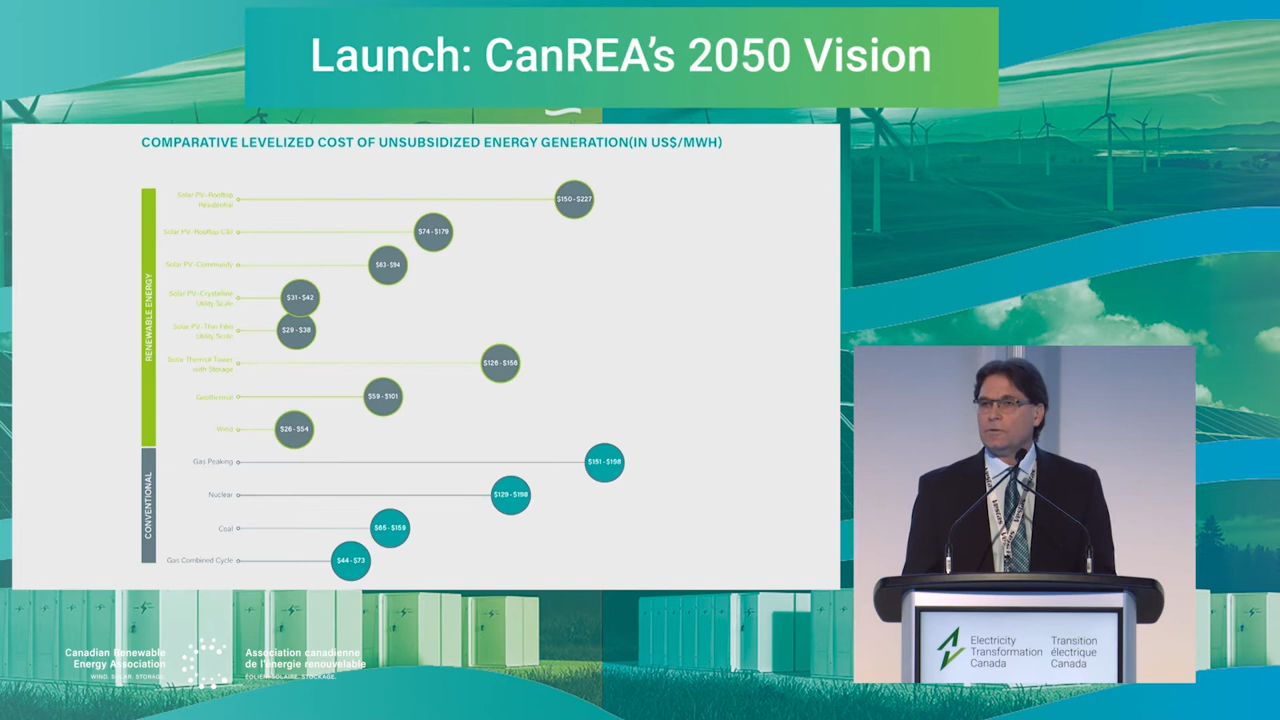 Launch: CanREA's 2050 Vision
COMPARATIVE LEVELIZED COST OF UNSUBSIDIZED ENERGY GENERATION(IN US$/MWH)
RENEWABLE ENERGY
Solar PV-Rooftop
Residential
$150 - $227
Solar PV-Rooftop C&I
$74 - $179
Solar PV-Community
$63 - $94
Solar PV-Crystalline
Utility Scale
$31 - $42
Solar PV-Thin Film
Utility Scale
$29 - $38
Solar Thermal Tower
with Storage
$126 - $156
Geothermal
$59 - $101
Wind
$26 - $54
CONVENTIONAL
Gas Peaking
$151 - $198
Nuclear
$129 - $198
Coal
$65 - $159
Gas Combined Cycle
$44 - $73
Canadian Renewable
Energy Association
WIND. SOLAR. STORAGE.
Association canadienne
de l'énergie renouvelable
ÉOLIEN. SOLAIRE. STOCKAGE.
Electricity
Transformation
Canada
Transition
électrique
Canada